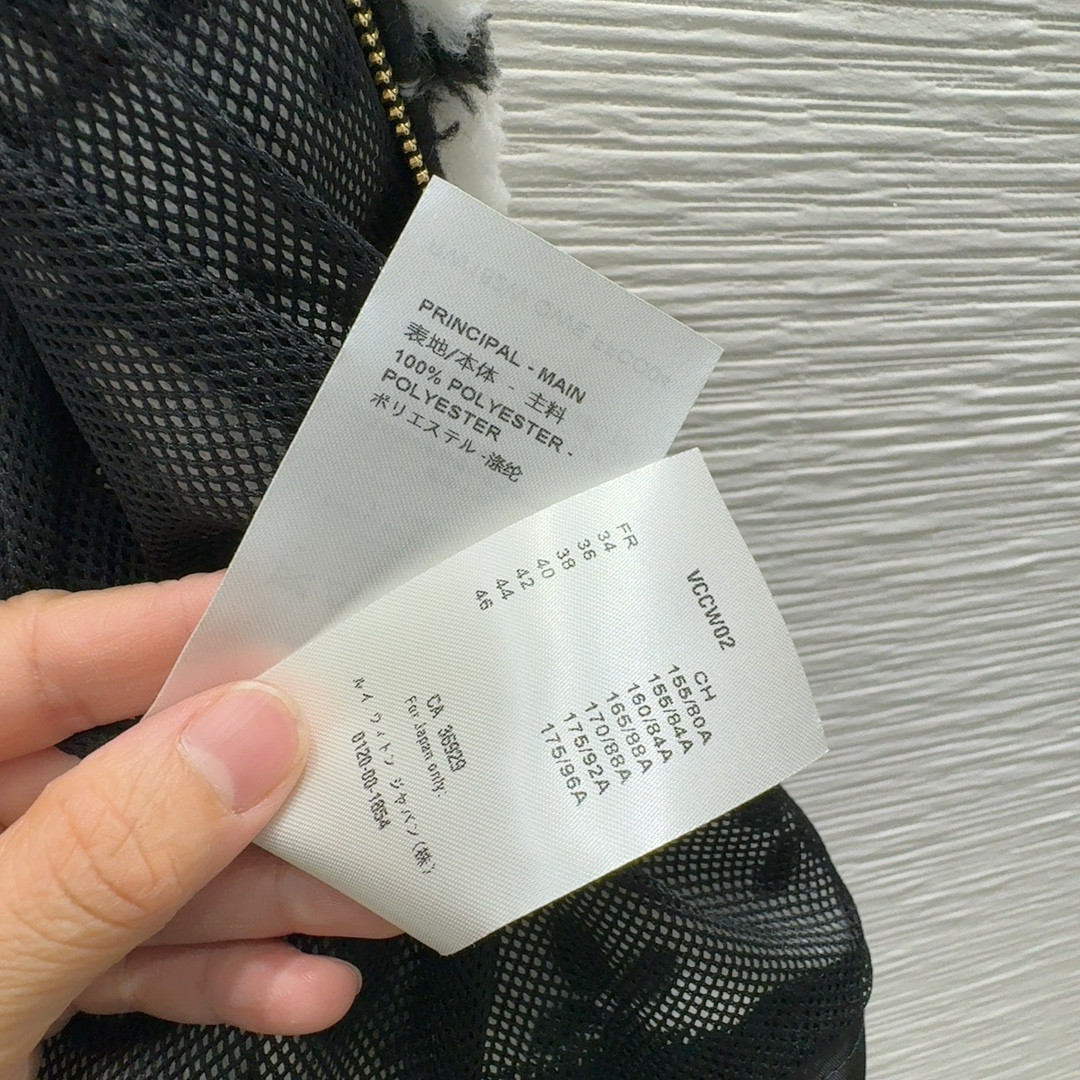 PRINCIPAL - MAIN
表地/本体 - 主料
100% POLYESTER -
POLYESTER
ポリエステル -涤纶
VCCW02
FR
34
36
38
40
42
44
46
CH
155/80A
155/84A
160/84A
165/88A
170/88A
175/92A
175/96A
CA 36929
For Japan only:
ルイ ヴィトン ジャパン(株)
0120-00-1854